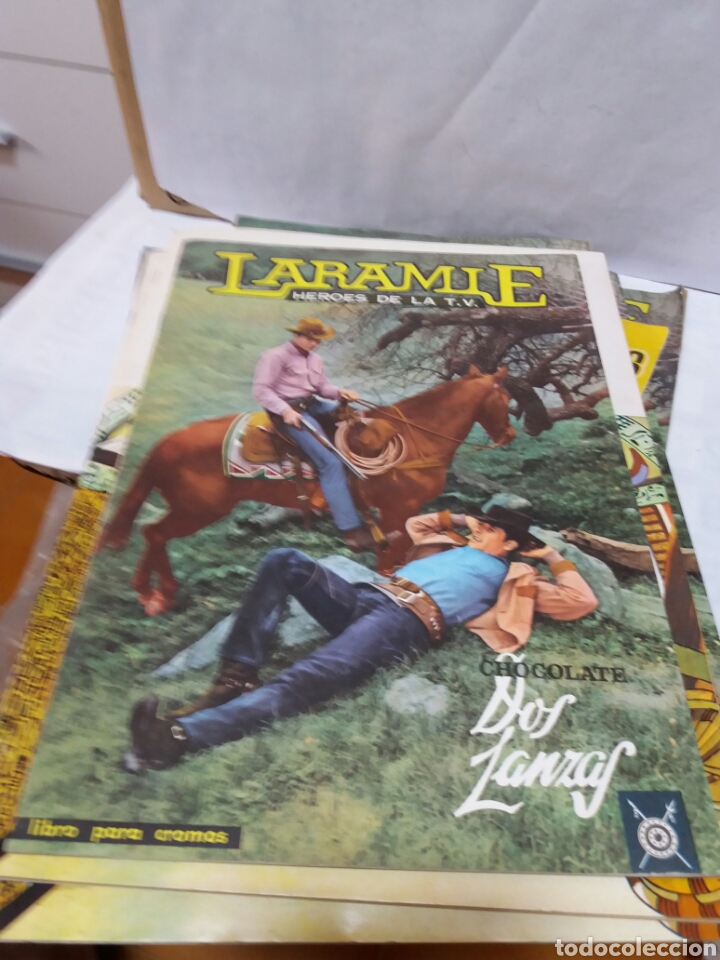 LARAMIE
HEROES DE LA T.V.
CHOCOLATE
Dos
Lanzas
libro para cromos
todocoleccion